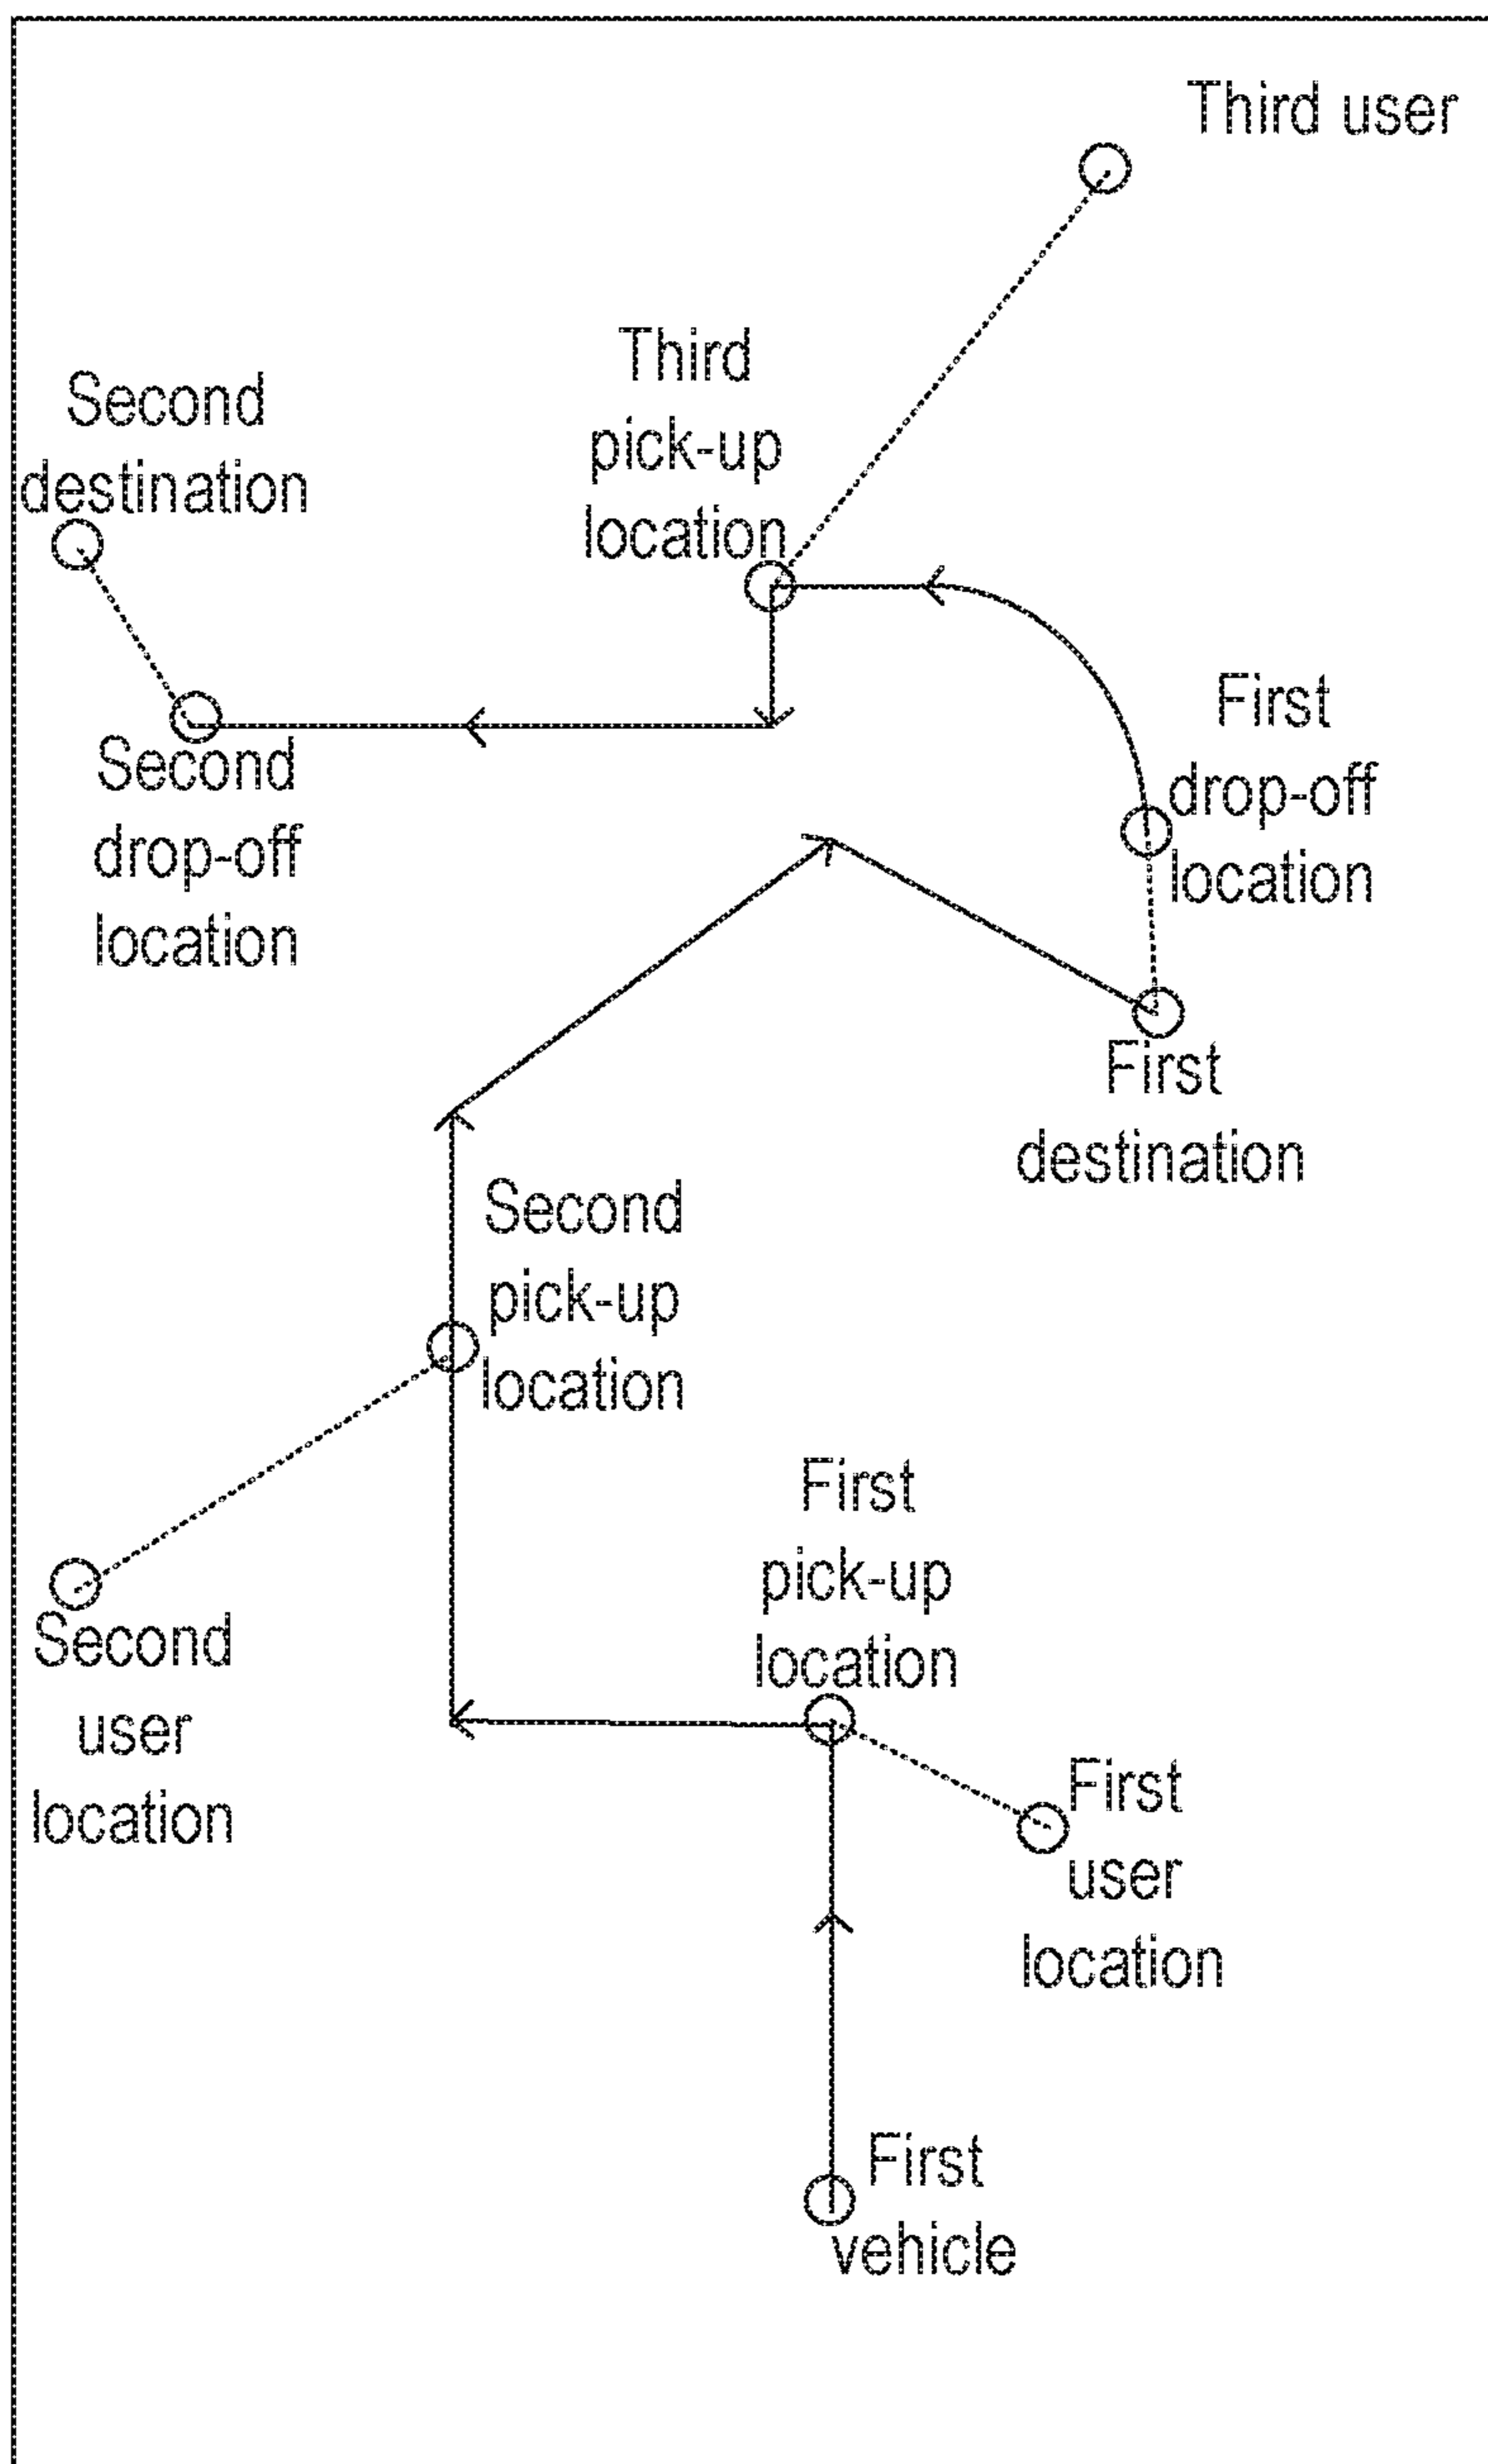 Third user
Third
pick-up
location
Second
destination
First
drop-off
location
Second
drop-off
location
First
destination
Second
pick-up
location
First
pick-up
location
Second
user
location
First
user
location
First
vehicle